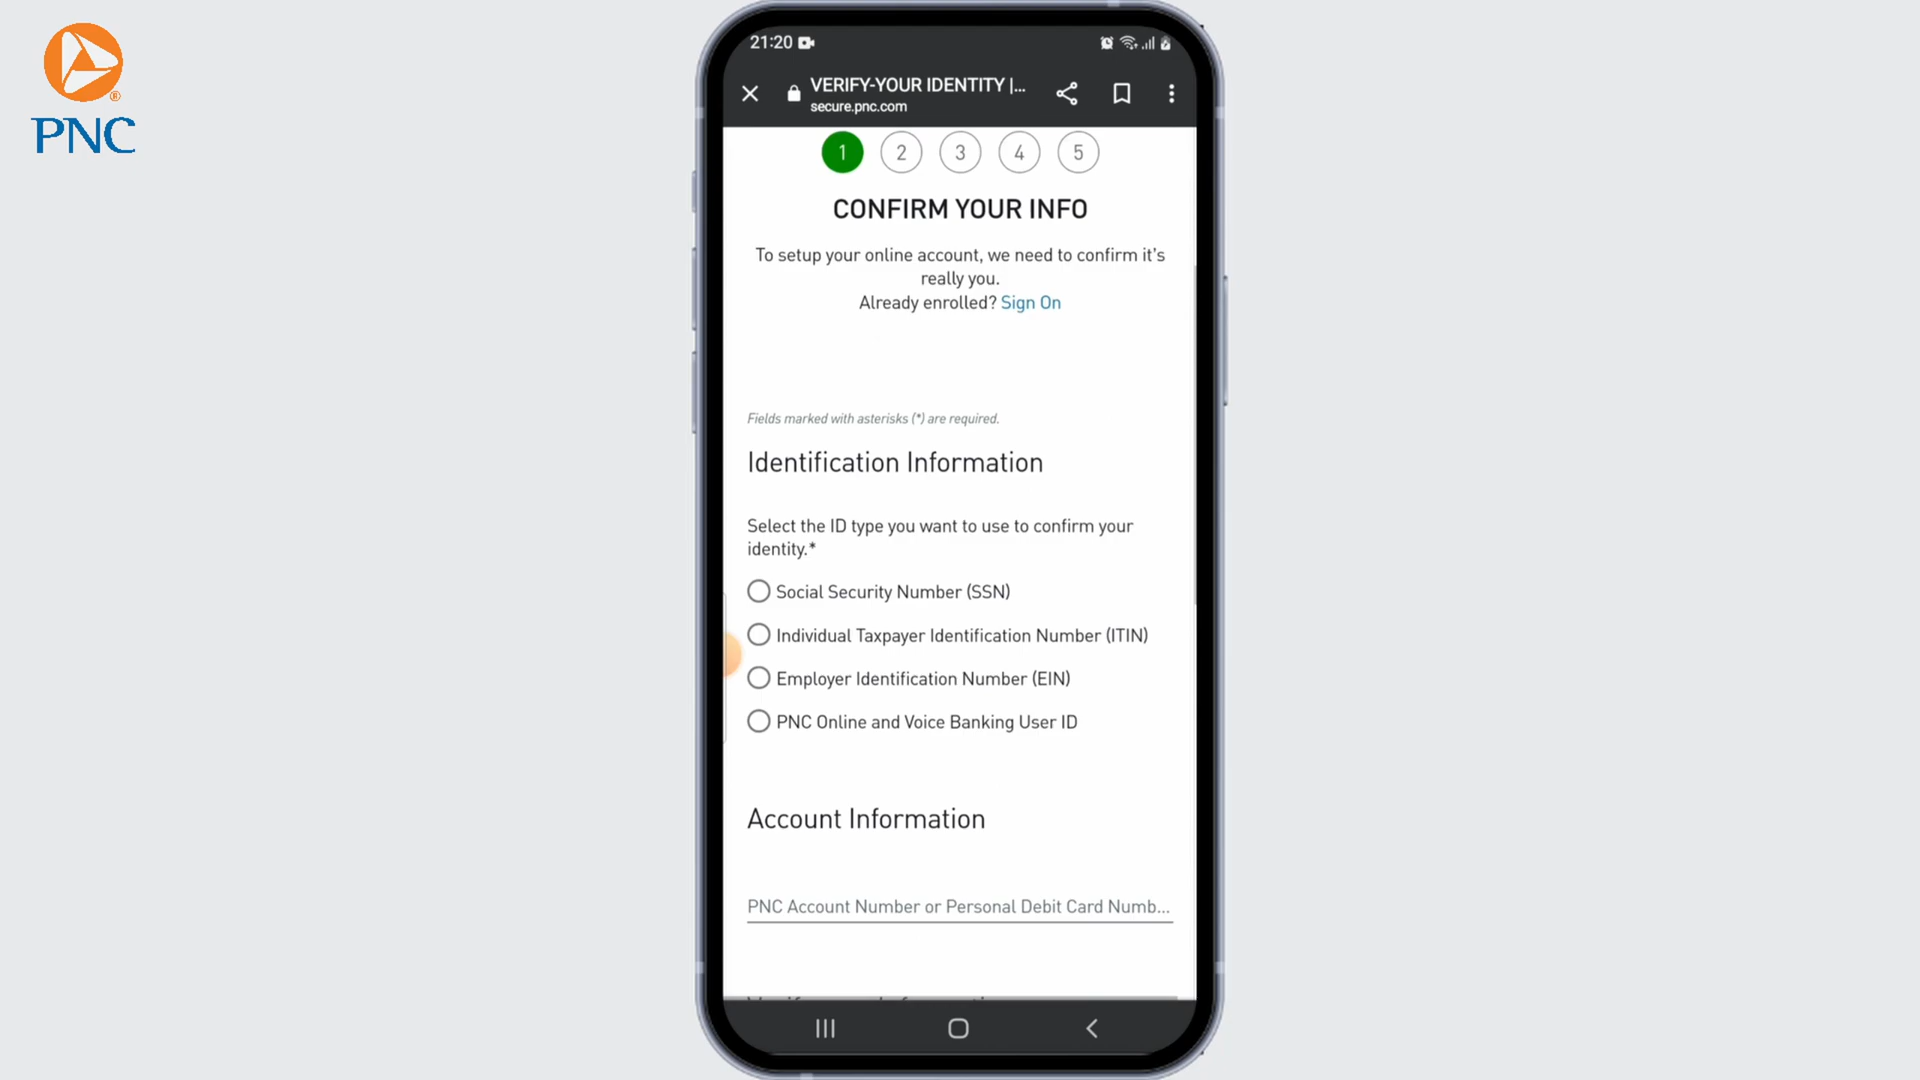 PNC
21:20
VERIFY-YOUR IDENTITY |...
secure.pnc.com
1 2 3 4 5
CONFIRM YOUR INFO
To setup your online account, we need to confirm it's
really you.
Already enrolled? Sign On
Fields marked with asterisks (*) are required.
Identification Information
Select the ID type you want to use to confirm your
identity.*
Social Security Number (SSN)
Individual Taxpayer Identification Number (ITIN)
Employer Identification Number (EIN)
PNC Online and Voice Banking User ID
Account Information
PNC Account Number or Personal Debit Card Numb...